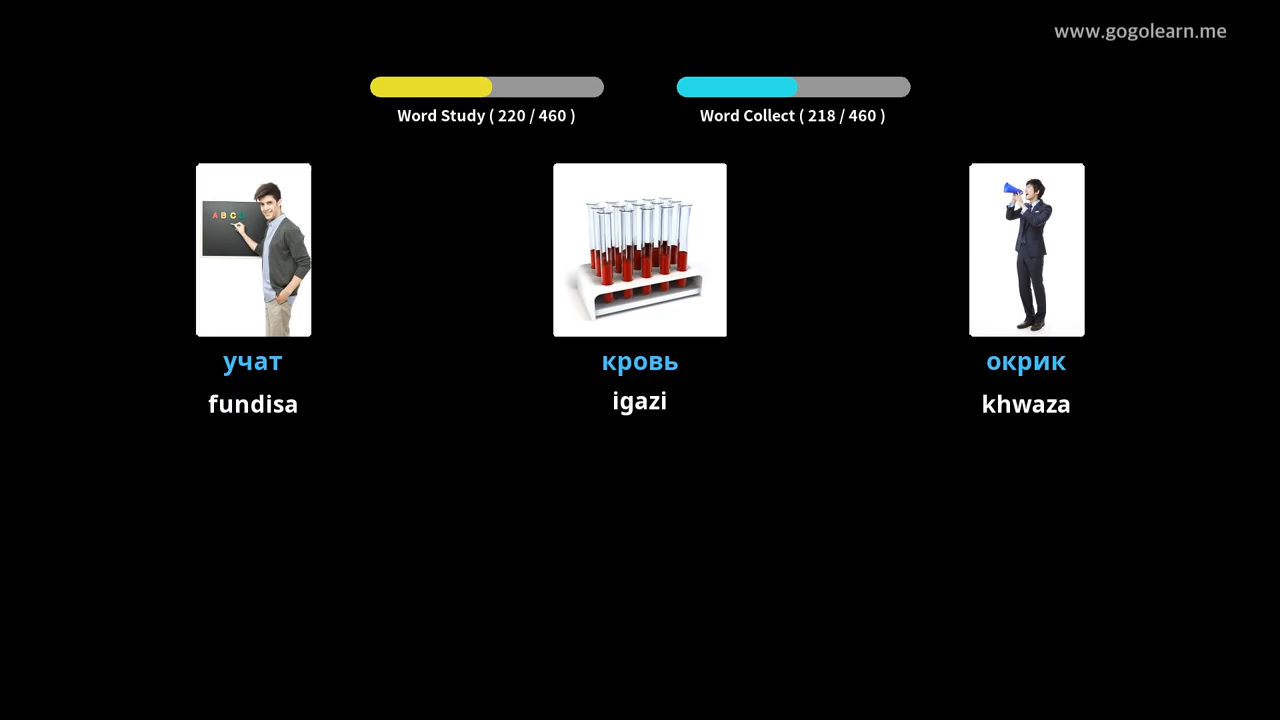 www.gogolearn.me
Word Study ( 220 / 460 )
Word Collect ( 218 / 460 )
A B C D
учат
кровь
окрик
fundisa
igazi
khwaza